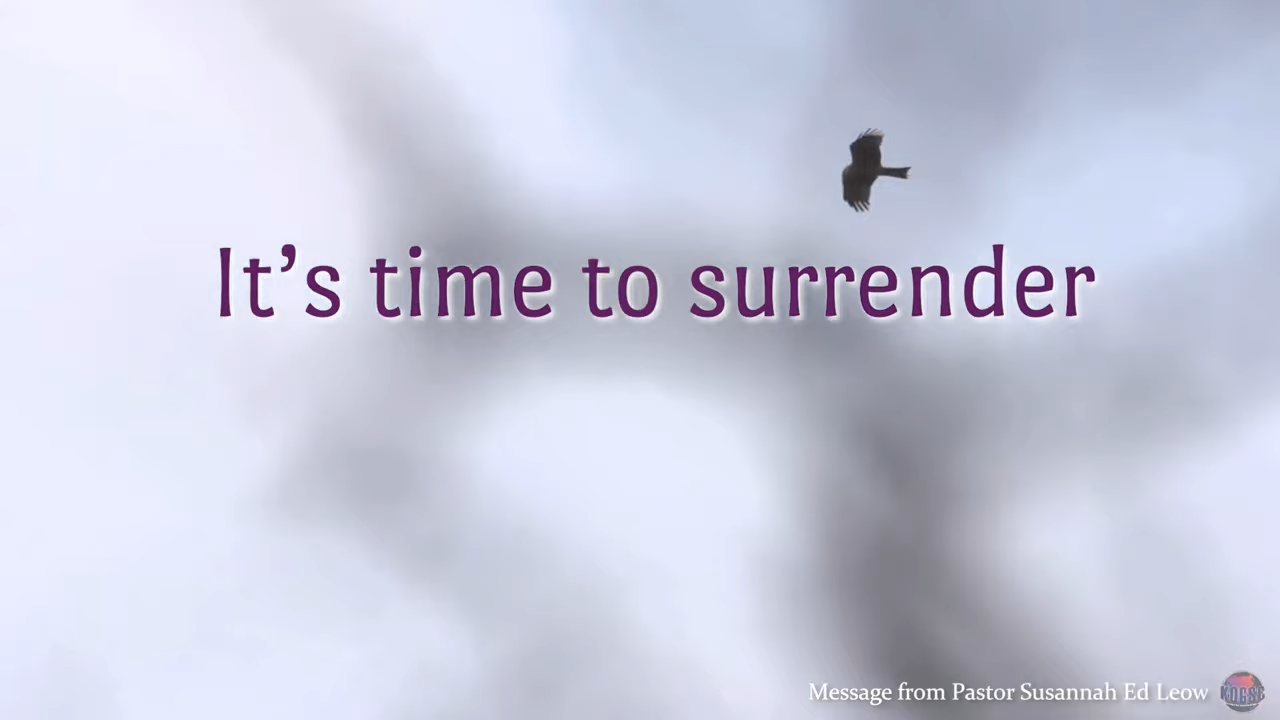 It’s time to surrender
Message from Pastor Susannah Ed Leow